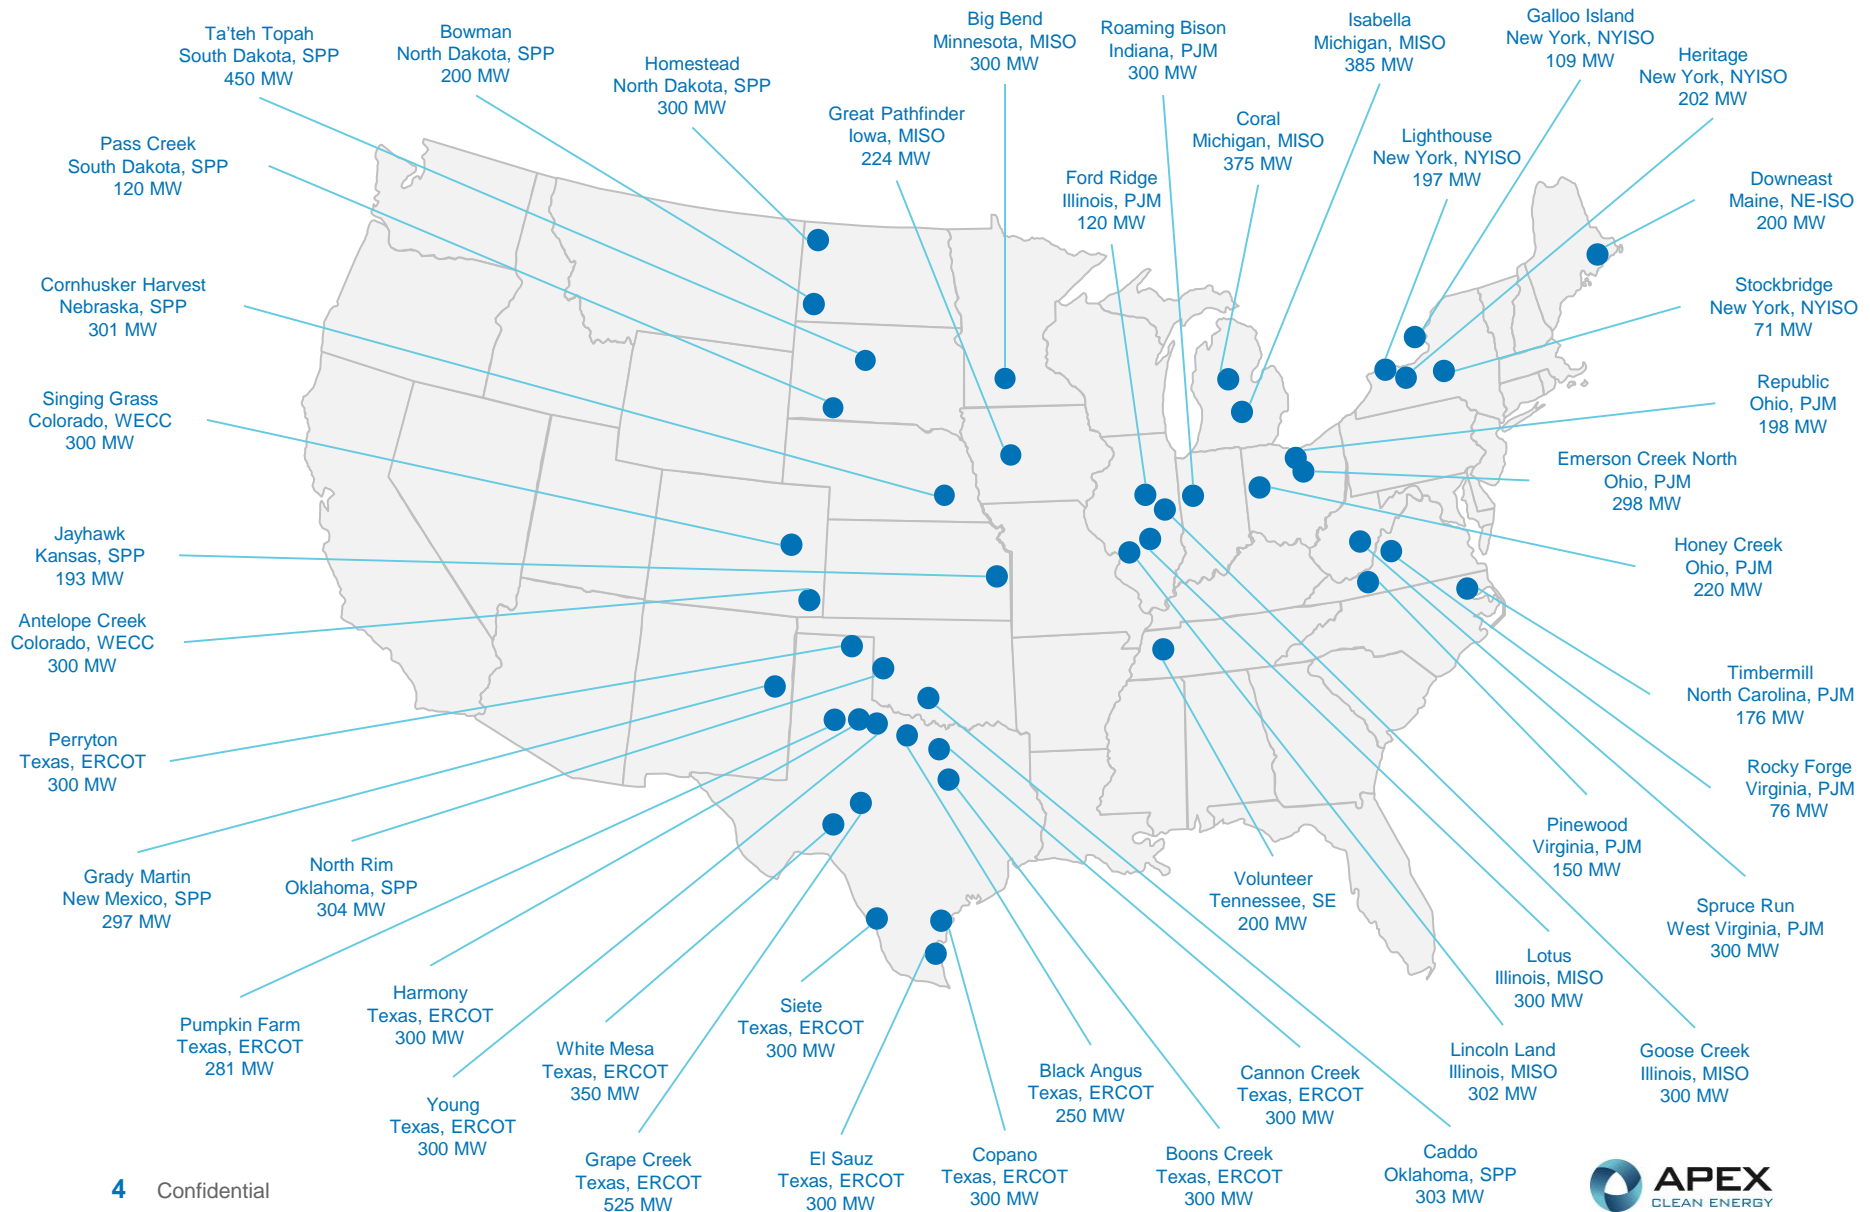 Ta'teh Topah
South Dakota, SPP
450 MW
Bowman
North Dakota, SPP
200 MW
Homestead
North Dakota, SPP
300 MW
Big Bend
Minnesota, MISO
300 MW
Roaming Bison
Indiana, PJM
300 MW
Isabella
Michigan, MISO
385 MW
Galloo Island
New York, NYISO
109 MW
Heritage
New York, NYISO
202 MW
Pass Creek
South Dakota, SPP
120 MW
Great Pathfinder
Iowa, MISO
224 MW
Ford Ridge
Illinois, PJM
120 MW
Coral
Michigan, MISO
375 MW
Lighthouse
New York, NYISO
197 MW
Downeast
Maine, NE-ISO
200 MW
Cornhusker Harvest
Nebraska, SPP
301 MW
Stockbridge
New York, NYISO
71 MW
Singing Grass
Colorado, WECC
300 MW
Republic
Ohio, PJM
198 MW
Emerson Creek North
Ohio, PJM
298 MW
Jayhawk
Kansas, SPP
193 MW
Honey Creek
Ohio, PJM
220 MW
Antelope Creek
Colorado, WECC
300 MW
Timbermill
North Carolina, PJM
176 MW
Perryton
Texas, ERCOT
300 MW
Rocky Forge
Virginia, PJM
76 MW
Pinewood
Virginia, PJM
150 MW
Grady Martin
New Mexico, SPP
297 MW
North Rim
Oklahoma, SPP
304 MW
Volunteer
Tennessee, SE
200 MW
Spruce Run
West Virginia, PJM
300 MW
Lotus
Illinois, MISO
300 MW
Pumpkin Farm
Texas, ERCOT
281 MW
Harmony
Texas, ERCOT
300 MW
Siete
Texas, ERCOT
300 MW
White Mesa
Texas, ERCOT
350 MW
Black Angus
Texas, ERCOT
250 MW
Cannon Creek
Texas, ERCOT
300 MW
Lincoln Land
Illinois, MISO
302 MW
Goose Creek
Illinois, MISO
300 MW
Young
Texas, ERCOT
300 MW
Grape Creek
Texas, ERCOT
525 MW
El Sauz
Texas, ERCOT
300 MW
Copano
Texas, ERCOT
300 MW
Boons Creek
Texas, ERCOT
300 MW
Caddo
Oklahoma, SPP
303 MW
4 Confidential
APEX
CLEAN ENERGY